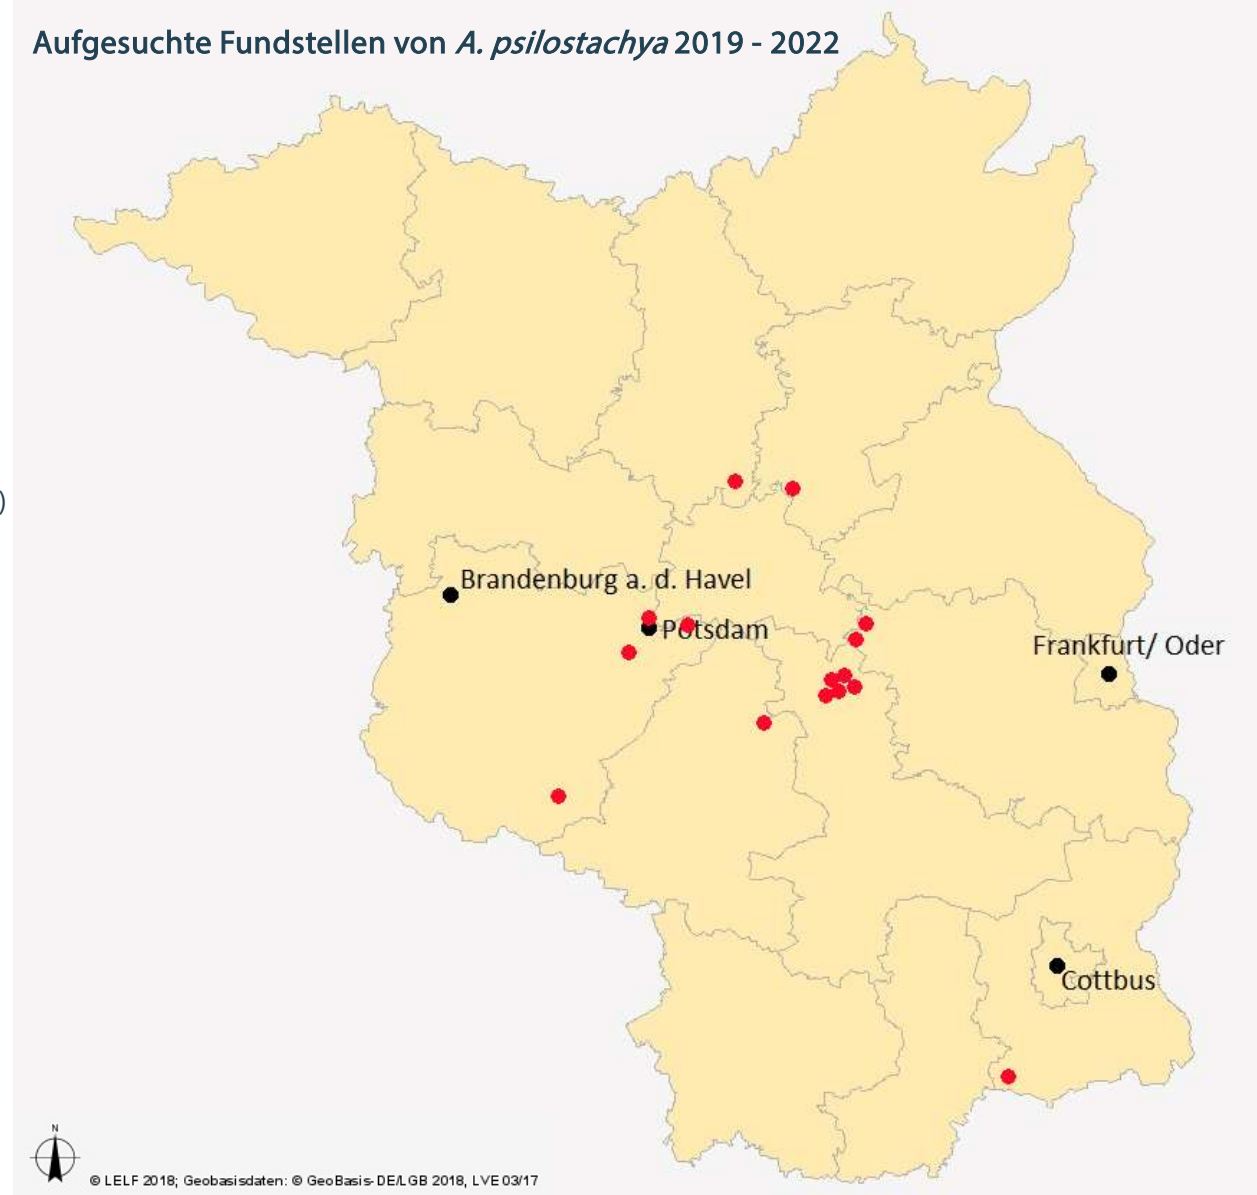 Aufgesuchte Fundstellen von A. psilostachya 2019 - 2022
)
Brandenburg a. d. Havel
Potsdam
Frankfurt/ Oder
Cottbus
N
© LELF 2018; Geobasisdaten: © GeoBasis-DE/LGB 2018, LVE 03/17